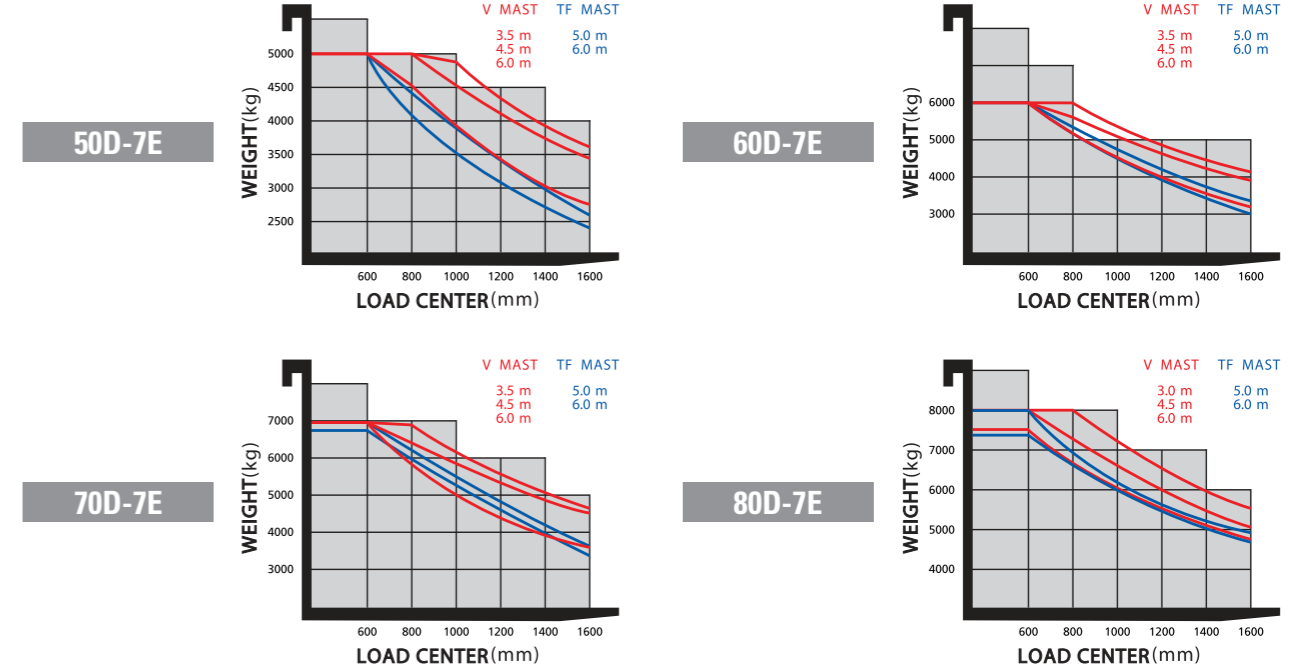 V MAST TF MAST
3.5 m 5.0 m
4.5 m 6.0 m
6.0 m
5000
4500
4000
3500
3000
2500
WEIGHT(kg)
50D-7E
600 800 1000 1200 1400 1600
LOAD CENTER(mm)
V MAST TF MAST
3.5 m 5.0 m
4.5 m 6.0 m
6.0 m
6000
5000
4000
3000
WEIGHT(kg)
60D-7E
600 800 1000 1200 1400 1600
LOAD CENTER(mm)
V MAST TF MAST
3.5 m 5.0 m
4.5 m 6.0 m
6.0 m
7000
6000
5000
4000
3000
WEIGHT(kg)
70D-7E
600 800 1000 1200 1400 1600
LOAD CENTER(mm)
V MAST TF MAST
3.0 m 5.0 m
4.5 m 6.0 m
6.0 m
8000
7000
6000
5000
4000
WEIGHT(kg)
80D-7E
600 800 1000 1200 1400 1600
LOAD CENTER(mm)